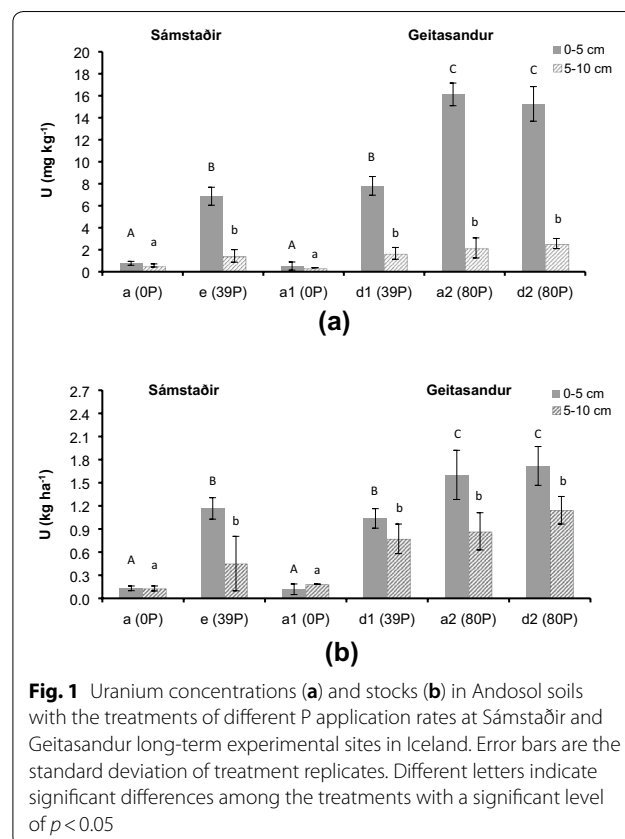 Sámstaðir Geitasandur
0-5 cm
5-10 cm
U (mg kg⁻¹)
20
18
16
14
12
10
8
6
4
2
0
A a B b A a B b C b C b
a (0P) e (39P) a1 (0P) d1 (39P) a2 (80P) d2 (80P)
(a)
Sámstaðir Geitasandur
0-5 cm
5-10 cm
U (kg ha⁻¹)
2.7
2.4
2.1
1.8
1.5
1.2
0.9
0.6
0.3
0.0
A a B b A a B b C b C b
a (0P) e (39P) a1 (0P) d1 (39P) a2 (80P) d2 (80P)
(b)
Fig. 1 Uranium concentrations (a) and stocks (b) in Andosol soils
with the treatments of different P application rates at Sámstaðir and
Geitasandur long-term experimental sites in Iceland. Error bars are the
standard deviation of treatment replicates. Different letters indicate
significant differences among the treatments with a significant level
of p < 0.05